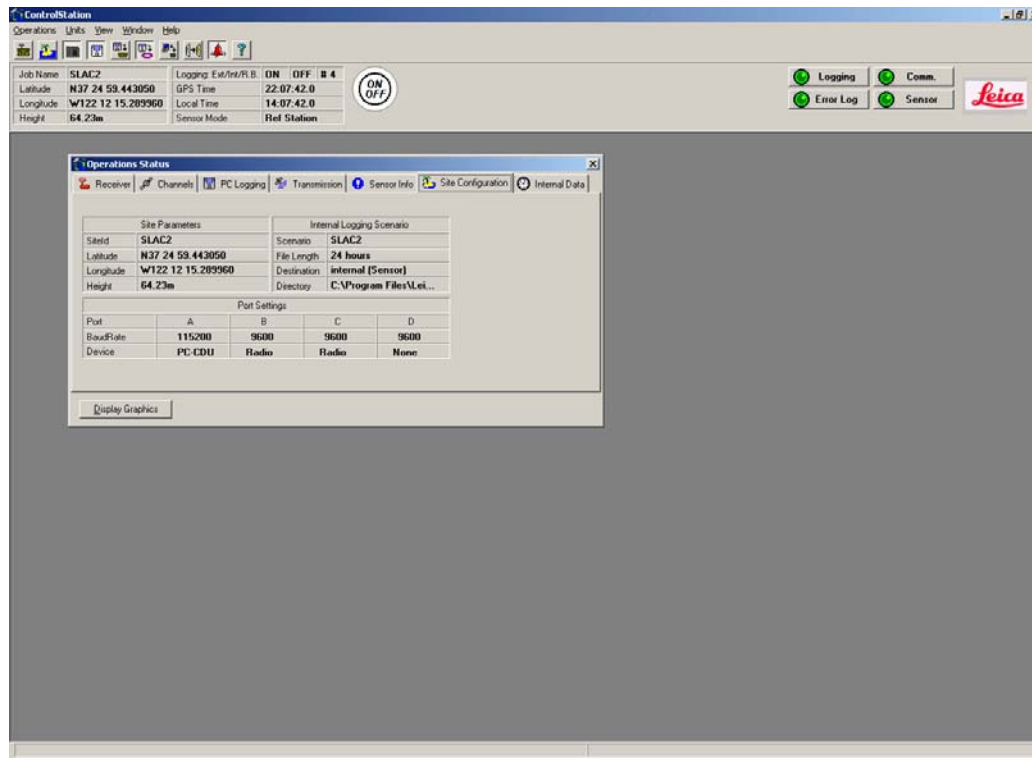 ControlStation
Operations Units View Window Help
Job Name SLAC2 Logging: Ext/Int/R.B. ON OFF # 4
Latitude N37 24 59.443050 GPS Time 22:07:42.0
Longitude W122 12 15.289960 Local Time 14:07:42.0
Height 64.23m Sensor Mode Ref Station
ON OFF
Logging Comm.
Error Log Sensor
Leica
Operations Status
Receiver Channels PC Logging Transmission Sensor Info Site Configuration Internal Data
Site Parameters Internal Logging Scenario
SiteId SLAC2 Scenario SLAC2
Latitude N37 24 59.443050 File Length 24 hours
Longitude W122 12 15.289960 Destination internal (Sensor)
Height 64.23m Directory C:\Program Files\Lei...
Port Settings
Port A B C D
BaudRate 115200 9600 9600 9600
Device PC-CDU Radio Radio None
Display Graphics